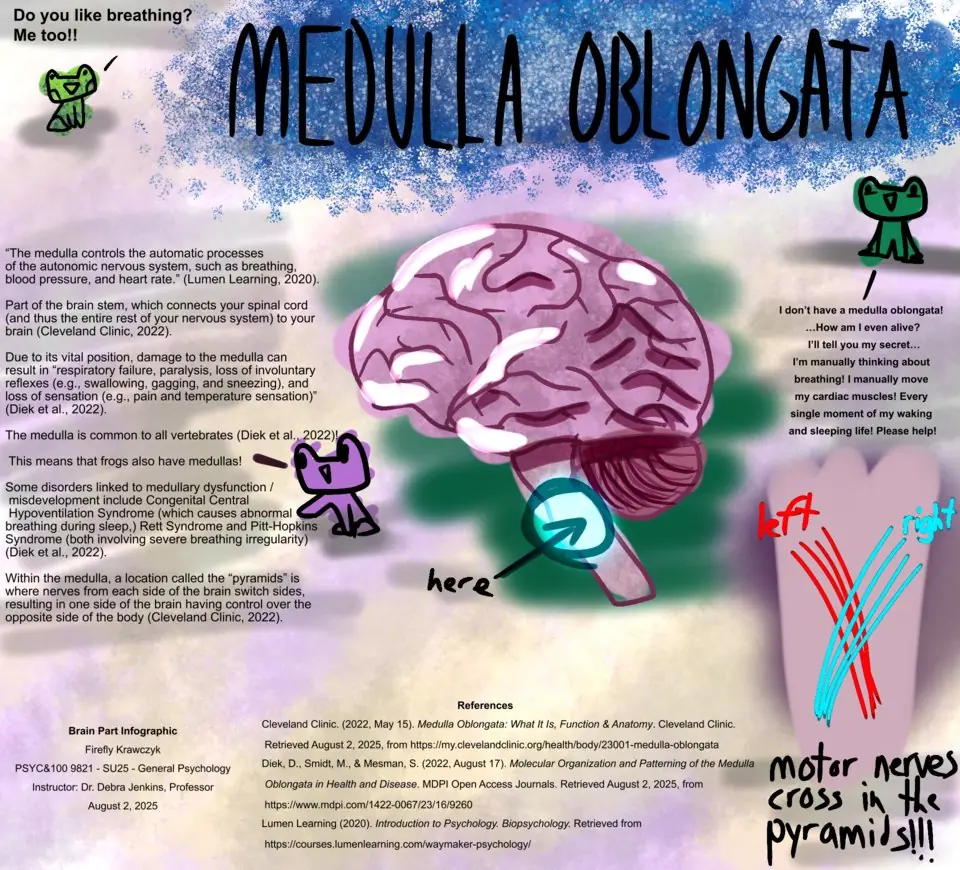 Do you like breathing?
Me too!!
MEDULLA OBLONGATA
“The medulla controls the automatic processes
of the autonomic nervous system, such as breathing,
blood pressure, and heart rate.” (Lumen Learning, 2020).
Part of the brain stem, which connects your spinal cord
(and thus the entire rest of your nervous system) to your
brain (Cleveland Clinic, 2022).
Due to its vital position, damage to the medulla can
result in “respiratory failure, paralysis, loss of involuntary
reflexes (e.g., swallowing, gagging, and sneezing), and
loss of sensation (e.g., pain and temperature sensation)”
(Diek et al., 2022).
The medulla is common to all vertebrates (Diek et al., 2022)!
This means that frogs also have medullas!
Some disorders linked to medullary dysfunction /
misdevelopment include Congenital Central
Hypoventilation Syndrome (which causes abnormal
breathing during sleep,) Rett Syndrome and Pitt-Hopkins
Syndrome (both involving severe breathing irregularity)
(Diek et al., 2022).
Within the medulla, a location called the “pyramids” is
where nerves from each side of the brain switch sides,
resulting in one side of the brain having control over the
opposite side of the body (Cleveland Clinic, 2022).
here
I don’t have a medulla oblongata!
...How am I even alive?
I’ll tell you my secret...
I’m manually thinking about
breathing! I manually move
my cardiac muscles! Every
single moment of my waking
and sleeping life! Please help!
left
right
motor nerves
cross in the
pyramids!!!
Brain Part Infographic
Firefly Krawczyk
PSYC&100 9821 - SU25 - General Psychology
Instructor: Dr. Debra Jenkins, Professor
August 2, 2025
References
Cleveland Clinic. (2022, May 15). Medulla Oblongata: What It Is, Function & Anatomy. Cleveland Clinic.
Retrieved August 2, 2025, from https://my.clevelandclinic.org/health/body/23001-medulla-oblongata
Diek, D., Smidt, M., & Mesman, S. (2022, August 17). Molecular Organization and Patterning of the Medulla
Oblongata in Health and Disease. MDPI Open Access Journals. Retrieved August 2, 2025, from
https://www.mdpi.com/1422-0067/23/16/9260
Lumen Learning (2020). Introduction to Psychology. Biopsychology. Retrieved from
https://courses.lumenlearning.com/waymaker-psychology/